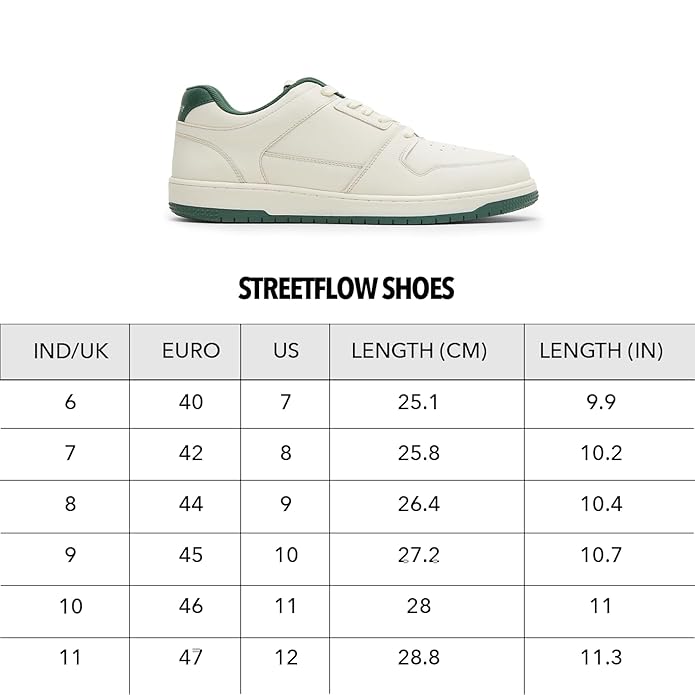 STREETFLOW SHOES
IND/UK EURO US LENGTH (CM) LENGTH (IN)
6 40 7 25.1 9.9
7 42 8 25.8 10.2
8 44 9 26.4 10.4
9 45 10 27.2 10.7
10 46 11 28 11
11 47 12 28.8 11.3